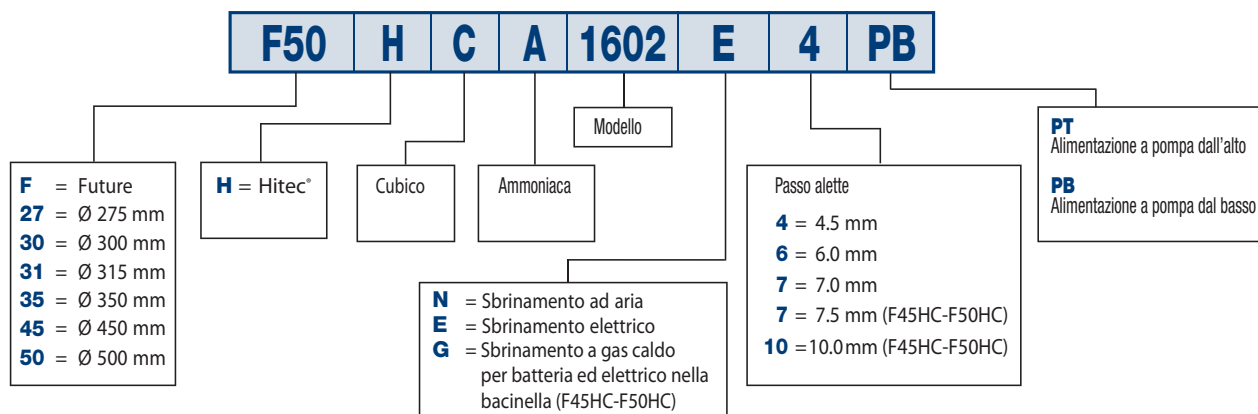 F50 H C A 1602 E 4 PB
F = Future
27 = Ø 275 mm
30 = Ø 300 mm
31 = Ø 315 mm
35 = Ø 350 mm
45 = Ø 450 mm
50 = Ø 500 mm
H = Hitec®
Cubico
Ammoniaca
Modello
N = Sbrinamento ad aria
E = Sbrinamento elettrico
G = Sbrinamento a gas caldo
per batteria ed elettrico nella
bacinella (F45HC-F50HC)
Passo alette
4 = 4.5 mm
6 = 6.0 mm
7 = 7.0 mm
7 = 7.5 mm (F45HC-F50HC)
10 =10.0 mm (F45HC-F50HC)
PT
Alimentazione a pompa dall'alto
PB
Alimentazione a pompa dal basso